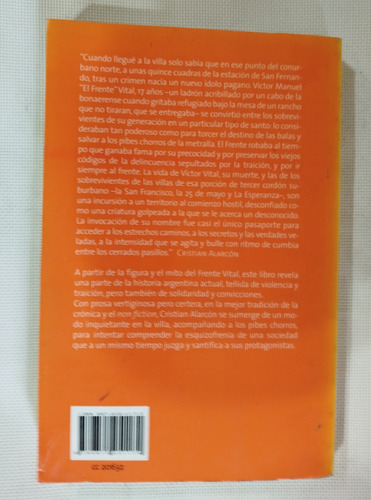 "Cuando llegué a la villa solo sabía que en ese punto del conur-
bano norte, a unas quince cuadras de la estación de San Fernan-
do, tras un crimen nacía un nuevo ídolo pagano. Víctor Manuel
"El Frente" Vital, 17 años –un ladrón acribillado por un cabo de la
bonaerense cuando gritaba refugiado bajo la mesa de un rancho
que no tiraran, que se entregaba– se convirtió entre los sobrevi-
vientes de su generación en un particular tipo de santo: lo consi-
deraban tan poderoso como para torcer el destino de las balas y
salvar a los pibes chorros de la metralla. El Frente robaba al tiem-
po que ganaba fama por su precocidad y por preservar los viejos
códigos de la delincuencia sepultados por la traición, y por ir
siempre al frente. La vida de Víctor Vital, su muerte, y las de los
sobrevivientes de las villas de esa porción de tercer cordón su-
burbano –la San Francisco, la 25 de mayo y La Esperanza–, son
una incursión a un territorio al comienzo hostil, desconfiado como
una criatura golpeada a la que se le acerca un desconocido.
La invocación de su nombre fue casi el único pasaporte para
acceder a los estrechos caminos, a los secretos y las verdades ve-
ladas, a la intensidad que se agita y bulle con ritmo de cumbia
entre los cerrados pasillos." CRISTIAN ALARCÓN
A partir de la figura y el mito del Frente Vital, este libro revela
una parte de la historia argentina actual, teñida de violencia y
traición, pero también de solidaridad y convicciones.
Con prosa vertiginosa pero certera, en la mejor tradición de la
crónica y el non fiction, Cristian Alarcón se sumerge de un mo-
do inquietante en la villa, acompañando a los pibes chorros,
para intentar comprender la esquizofrenia de una sociedad
que a un mismo tiempo juzga y santifica a sus protagonistas.